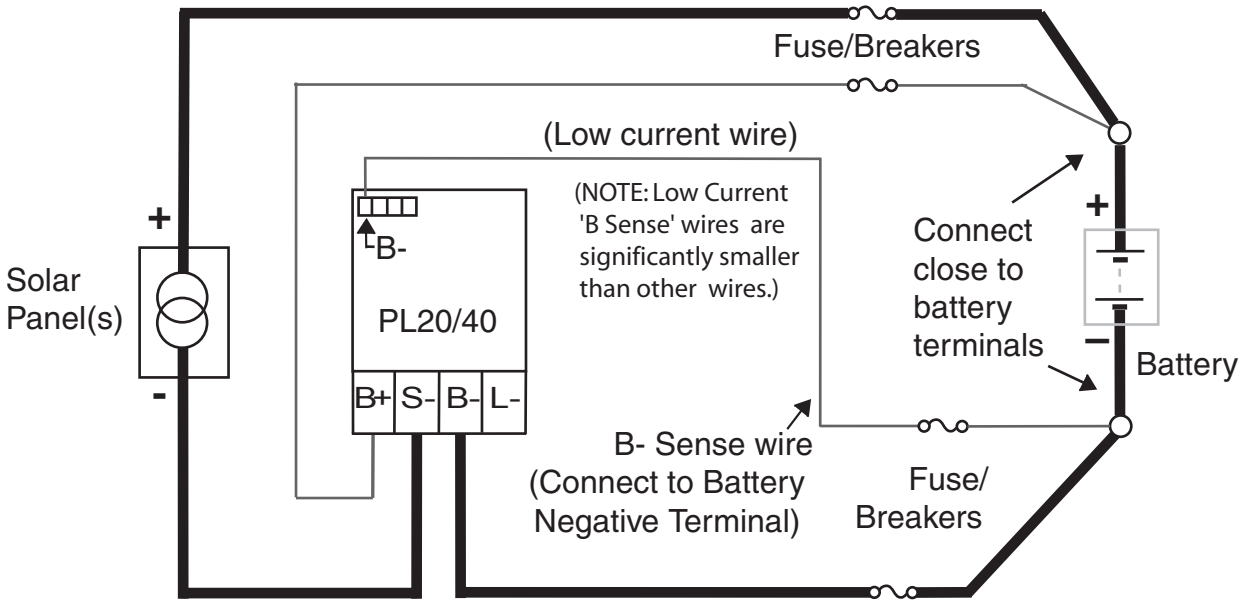 Fuse/Breakers
(Low current wire)
(NOTE: Low Current
'B Sense' wires are
significantly smaller
than other wires.)
+
-
Solar
Panel(s)
B-
PL20/40
B+ S- B- L-
Connect
close to
battery
terminals
+
–
Battery
B- Sense wire
(Connect to Battery
Negative Terminal)
Fuse/
Breakers